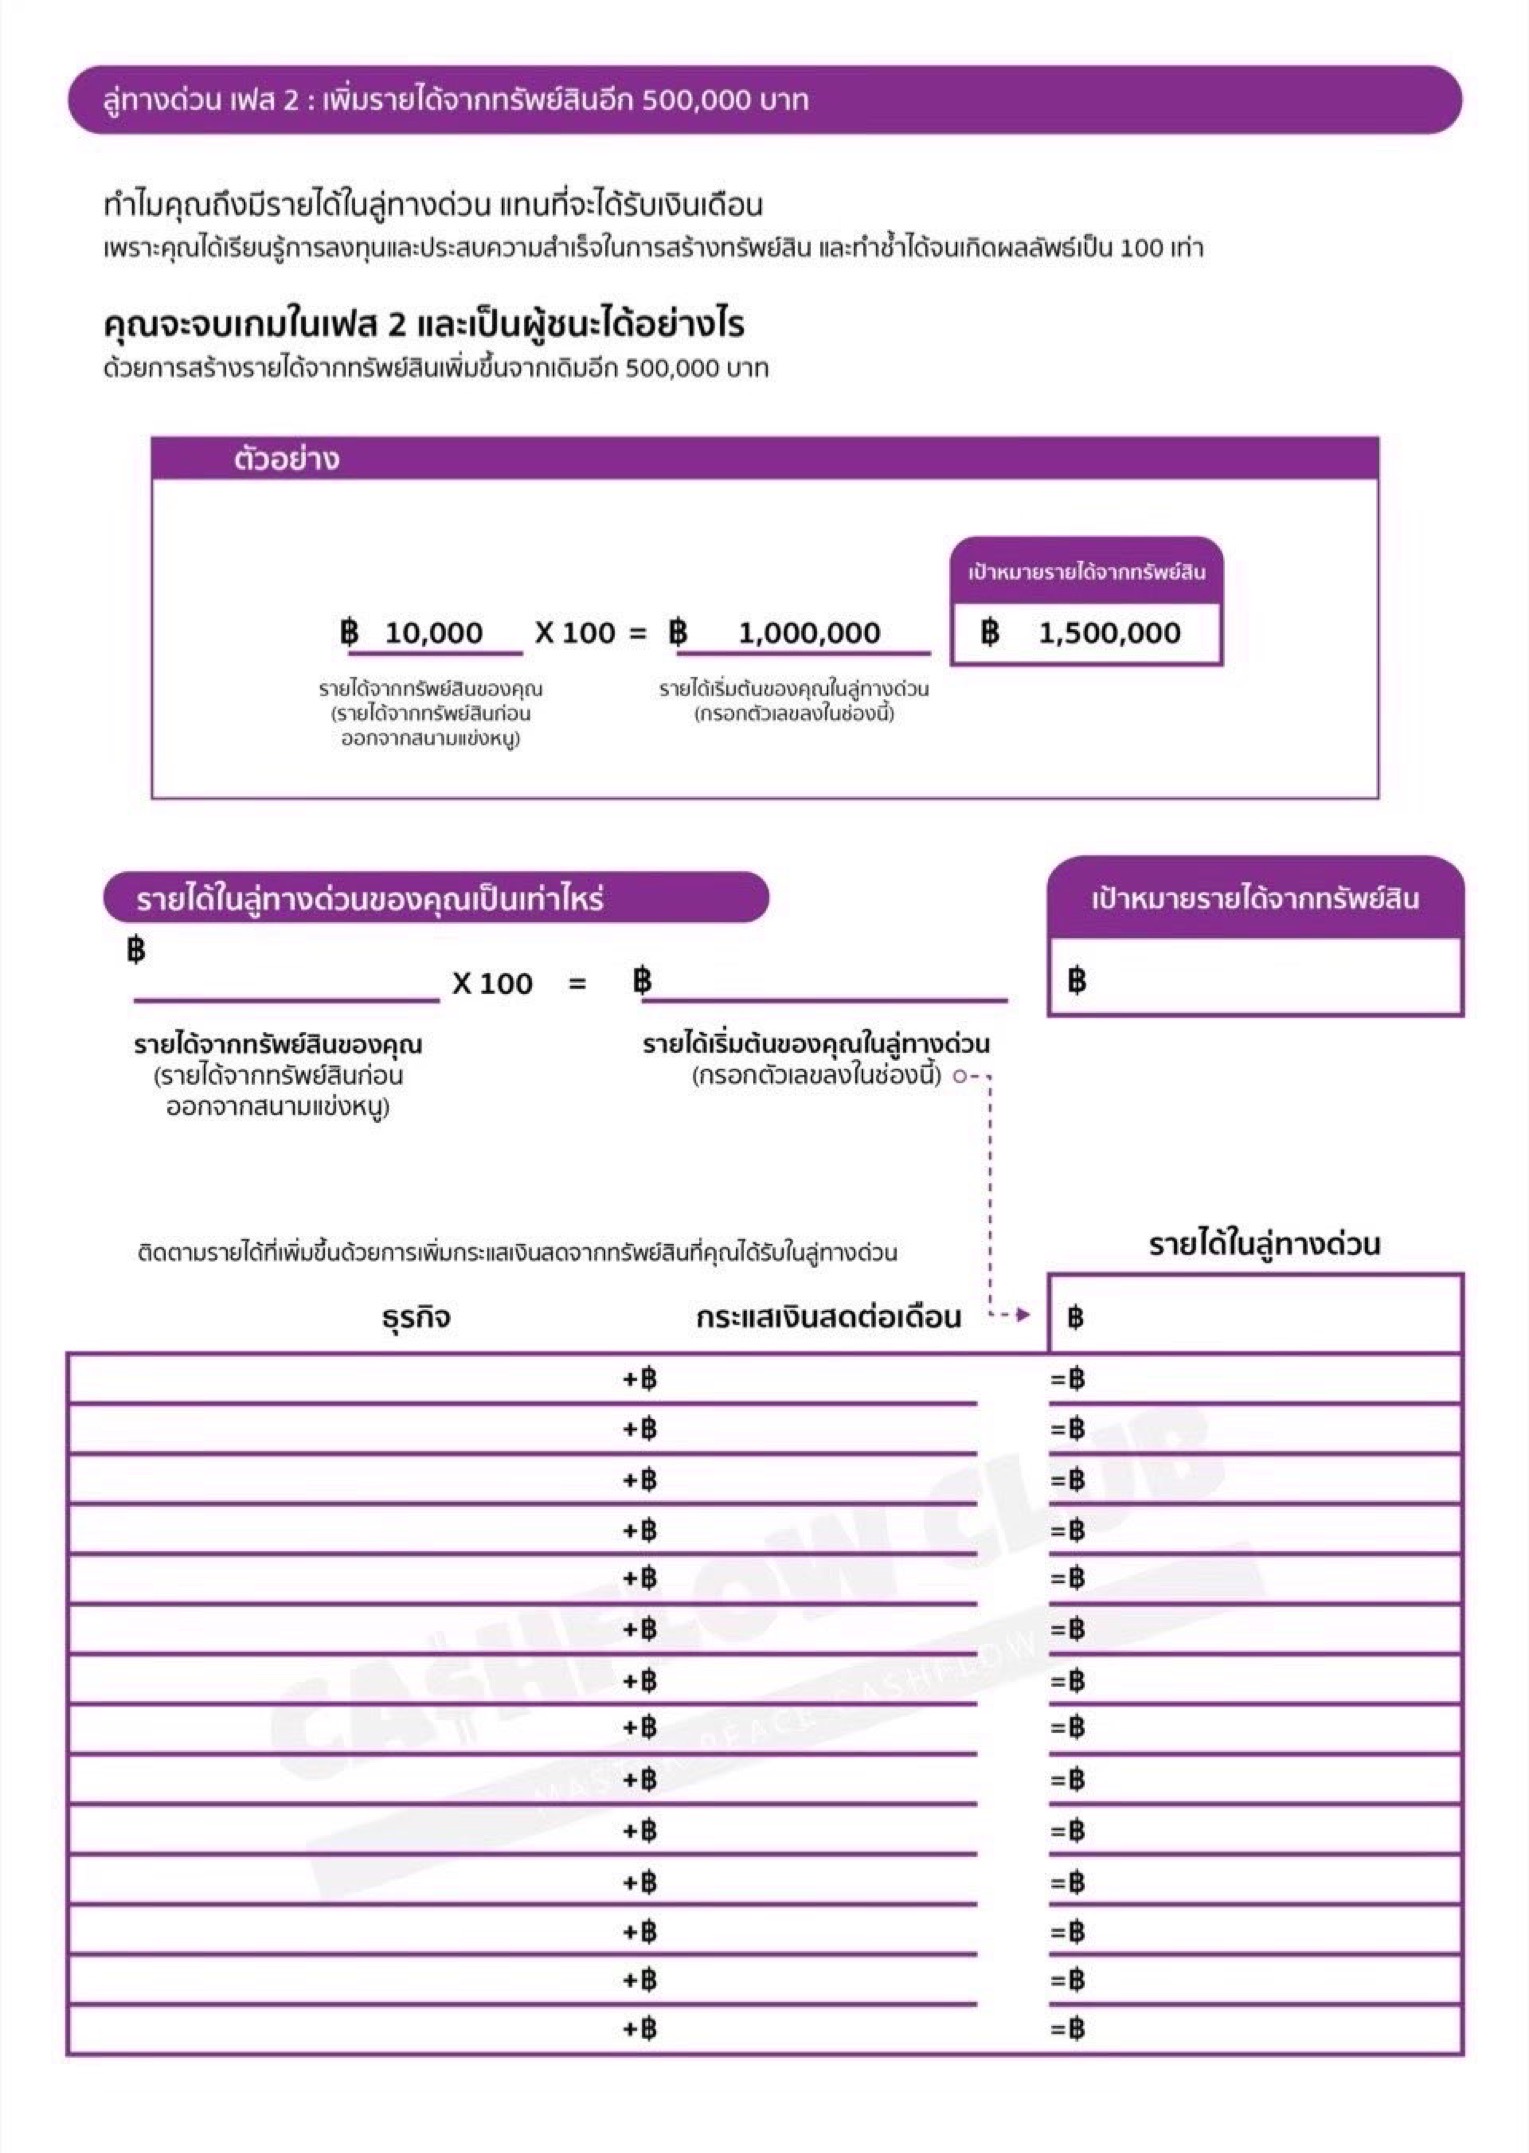 ลู่ทางด่วน เฟส 2 : เพิ่มรายได้จากทรัพย์สินอีก 500,000 บาท
ทำไมคุณถึงมีรายได้ในลู่ทางด่วน แทนที่จะได้รับเงินเดือน
เพราะคุณได้เรียนรู้การลงทุนและประสบความสำเร็จในการสร้างทรัพย์สิน และทำซ้ำได้จนเกิดผลลัพธ์เป็น 100 เท่า
คุณจะจบเกมในเฟส 2 และเป็นผู้ชนะได้อย่างไร
ด้วยการสร้างรายได้จากทรัพย์สินเพิ่มขึ้นจากเดิมอีก 500,000 บาท
ตัวอย่าง
เป้าหมายรายได้จากทรัพย์สิน
฿ 10,000 X 100 = ฿ 1,000,000 ฿ 1,500,000
รายได้จากทรัพย์สินของคุณ รายได้เริ่มต้นของคุณในลู่ทางด่วน
(รายได้จากทรัพย์สินก่อน (กรอกตัวเลขลงในช่องนี้)
ออกจากสนามแข่งหนู)
รายได้ในลู่ทางด่วนของคุณเป็นเท่าไหร่ เป้าหมายรายได้จากทรัพย์สิน
฿ X 100 = ฿ ฿
รายได้จากทรัพย์สินของคุณ รายได้เริ่มต้นของคุณในลู่ทางด่วน
(รายได้จากทรัพย์สินก่อน (กรอกตัวเลขลงในช่องนี้)
ออกจากสนามแข่งหนู)
ติดตามรายได้ที่เพิ่มขึ้นด้วยการเพิ่มกระแสเงินสดจากทรัพย์สินที่คุณได้รับในลู่ทางด่วน รายได้ในลู่ทางด่วน
ธุรกิจ กระแสเงินสดต่อเดือน ฿
+฿ =฿
+฿ =฿
+฿ =฿
+฿ =฿
+฿ =฿
+฿ =฿
+฿ =฿
+฿ =฿
+฿ =฿
+฿ =฿
+฿ =฿
+฿ =฿
+฿ =฿
+฿ =฿
CA$HFLOW CLUB
CASHFLOW